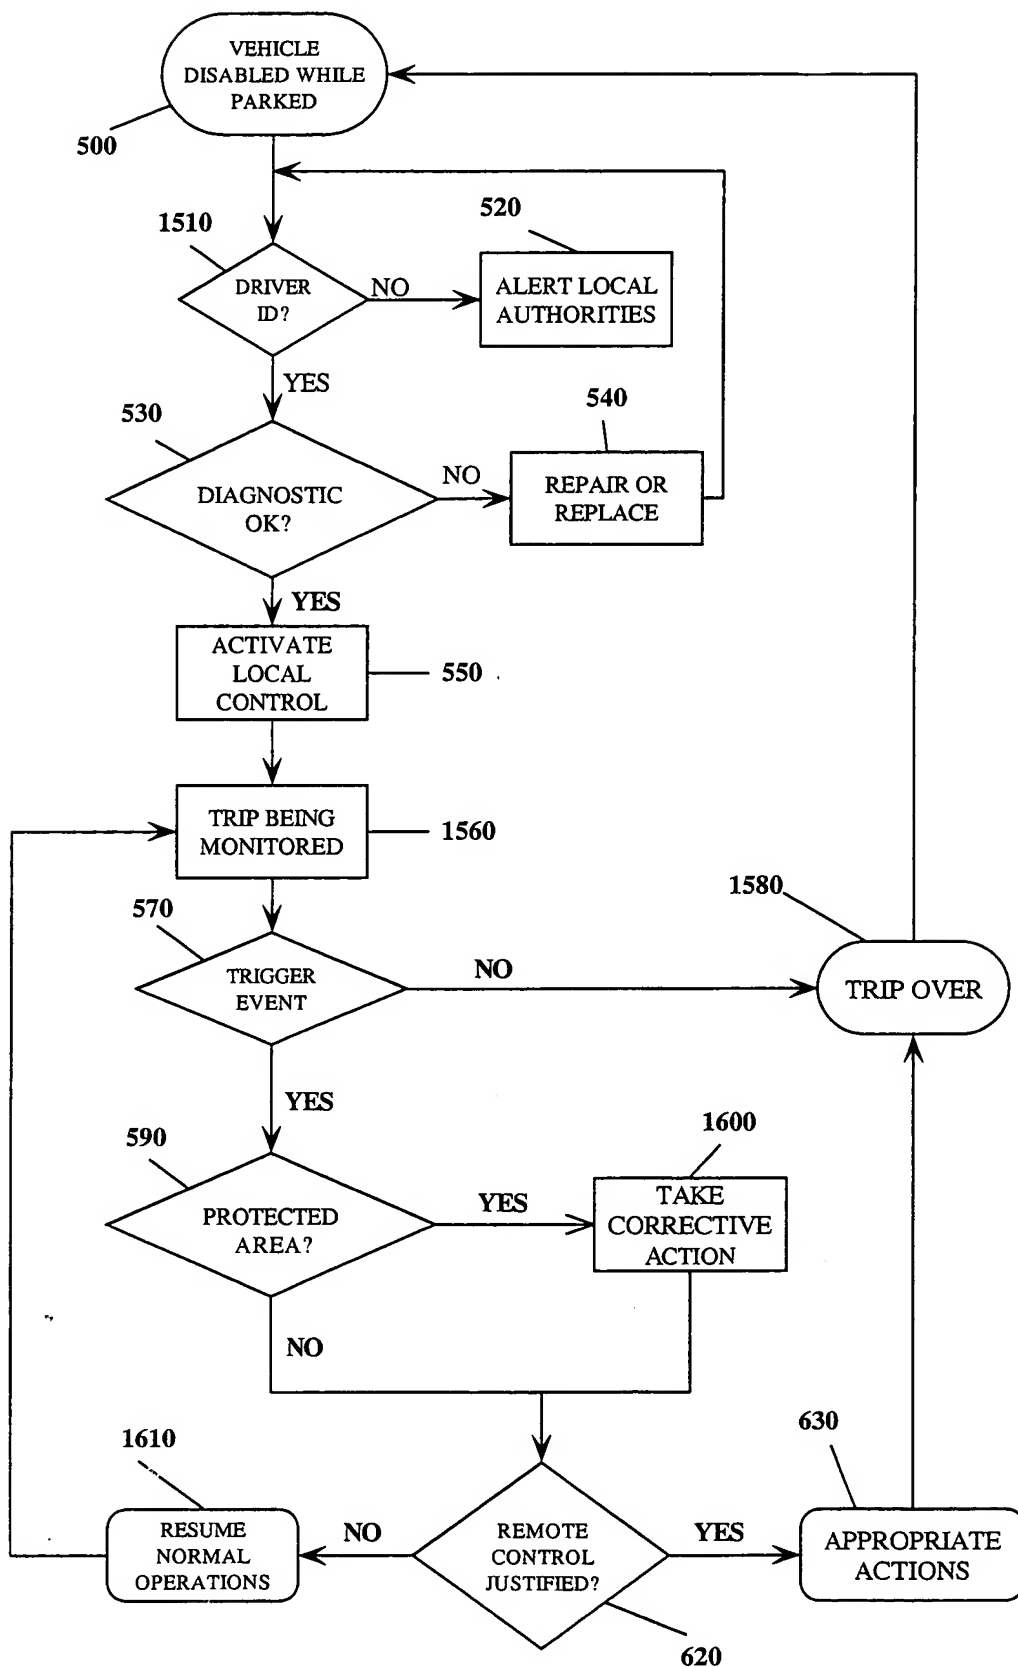 VEHICLE
DISABLED WHILE
PARKED
500
1510
520
DRIVER
ID?
NO
ALERT LOCAL
AUTHORITIES
YES
530
540
DIAGNOSTIC
OK?
NO
REPAIR OR
REPLACE
YES
ACTIVATE
LOCAL
CONTROL
550
TRIP BEING
MONITORED
1560
570
1580
TRIGGER
EVENT
NO
TRIP OVER
YES
590
1600
PROTECTED
AREA?
YES
TAKE
CORRECTIVE
ACTION
NO
1610
630
RESUME
NORMAL
OPERATIONS
NO
REMOTE
CONTROL
JUSTIFIED?
YES
APPROPRIATE
ACTIONS
620